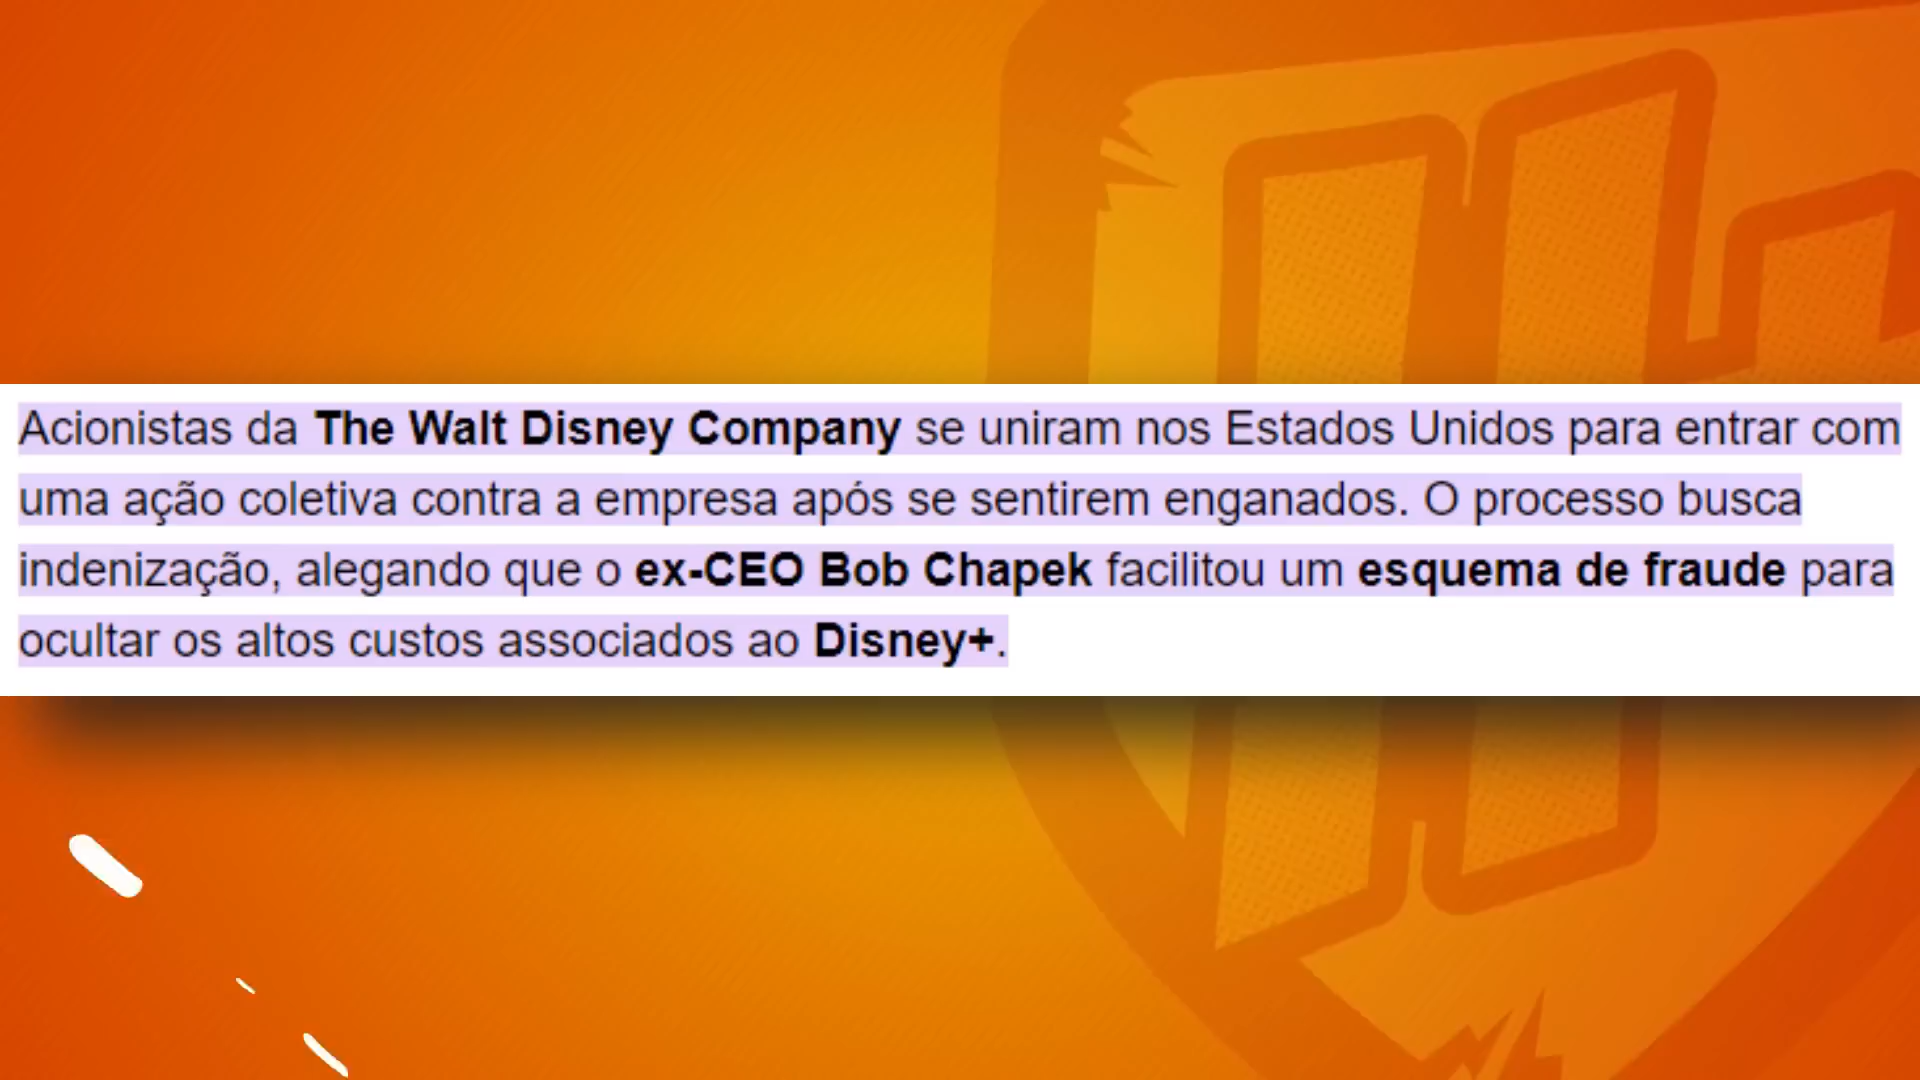 Acionistas da The Walt Disney Company se uniram nos Estados Unidos para entrar com
uma ação coletiva contra a empresa após se sentirem enganados. O processo busca
indenização, alegando que o ex-CEO Bob Chapek facilitou um esquema de fraude para
ocultar os altos custos associados ao Disney+.